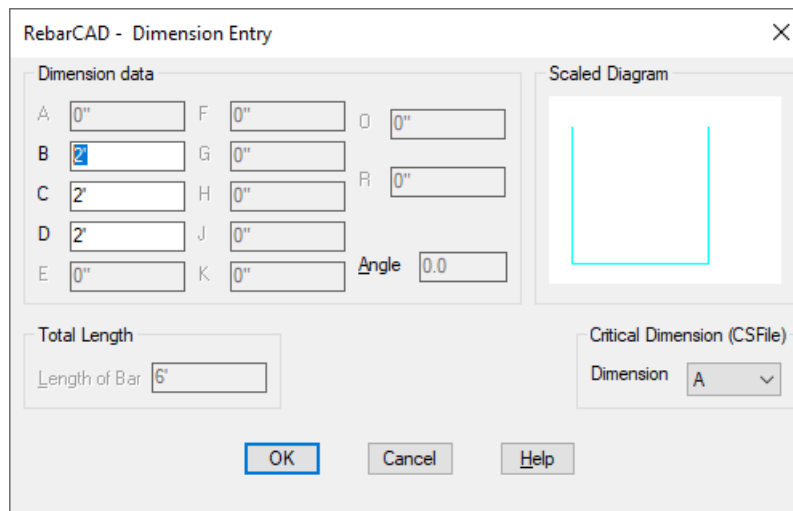 RebarCAD - Dimension Entry
Dimension data
A 0" F 0" O 0"
B 2' G 0" R 0"
C 2' H 0"
D 2' J 0" Angle 0.0
E 0" K 0"
Scaled Diagram
Total Length
Length of Bar 6'
Critical Dimension (CSFile)
Dimension A
OK Cancel Help